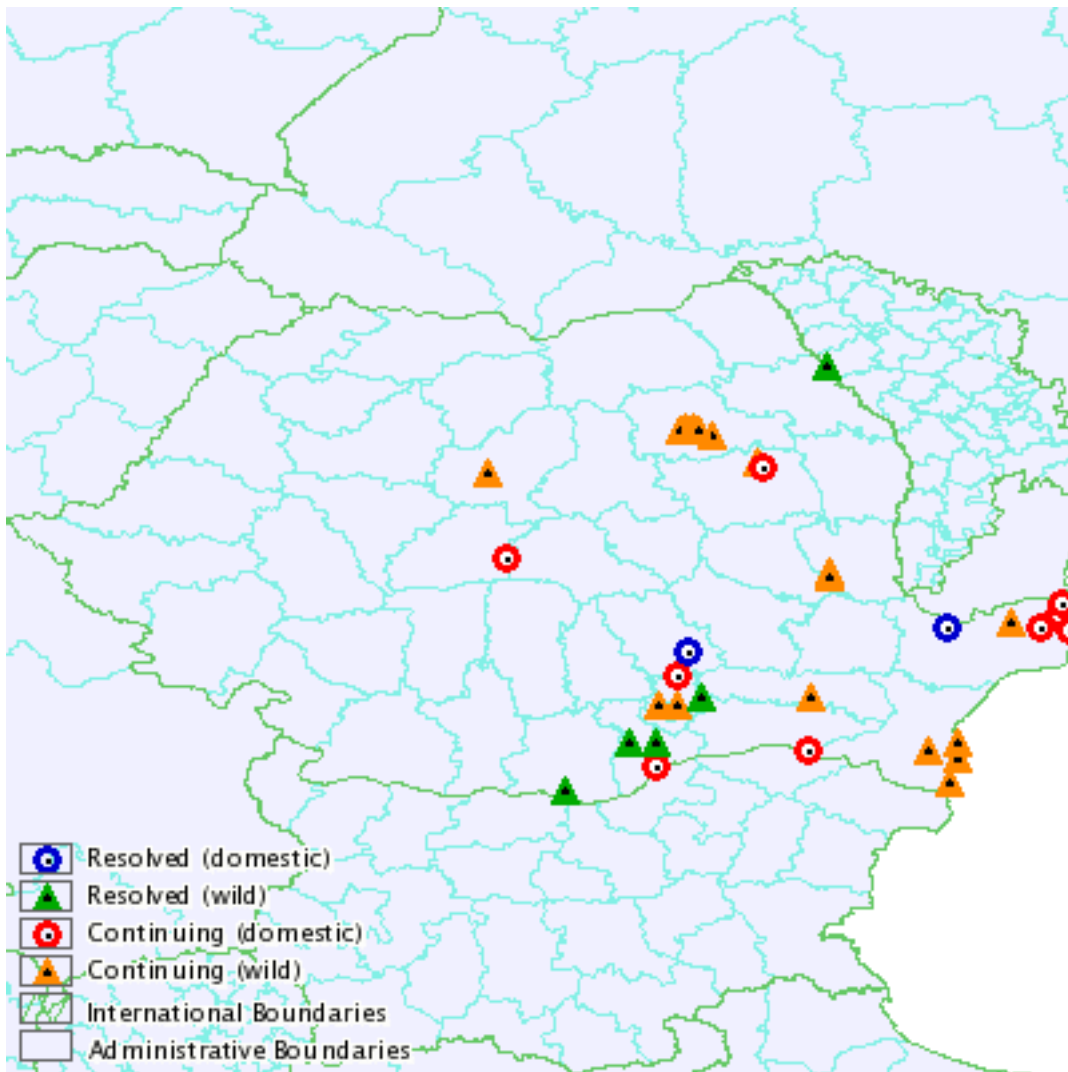 Resolved (domestic)
Resolved (wild)
Continuing (domestic)
Continuing (wild)
International Boundaries
Administrative Boundaries